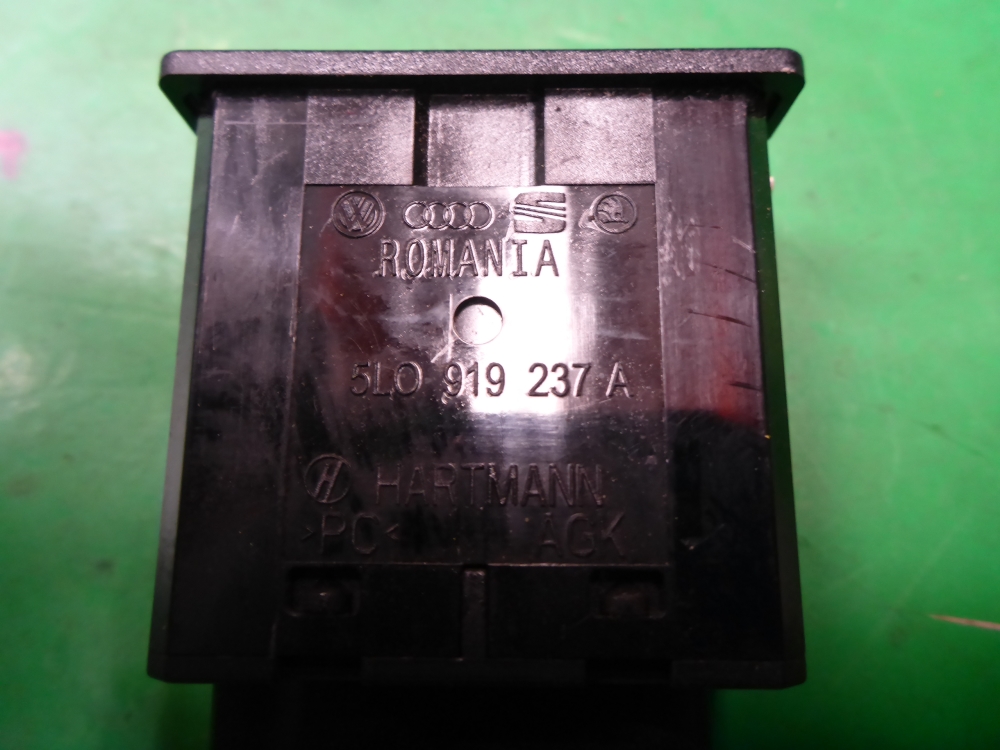 ROMANIA
5L0 919 237 A
HARTMANN
>PC< AGK